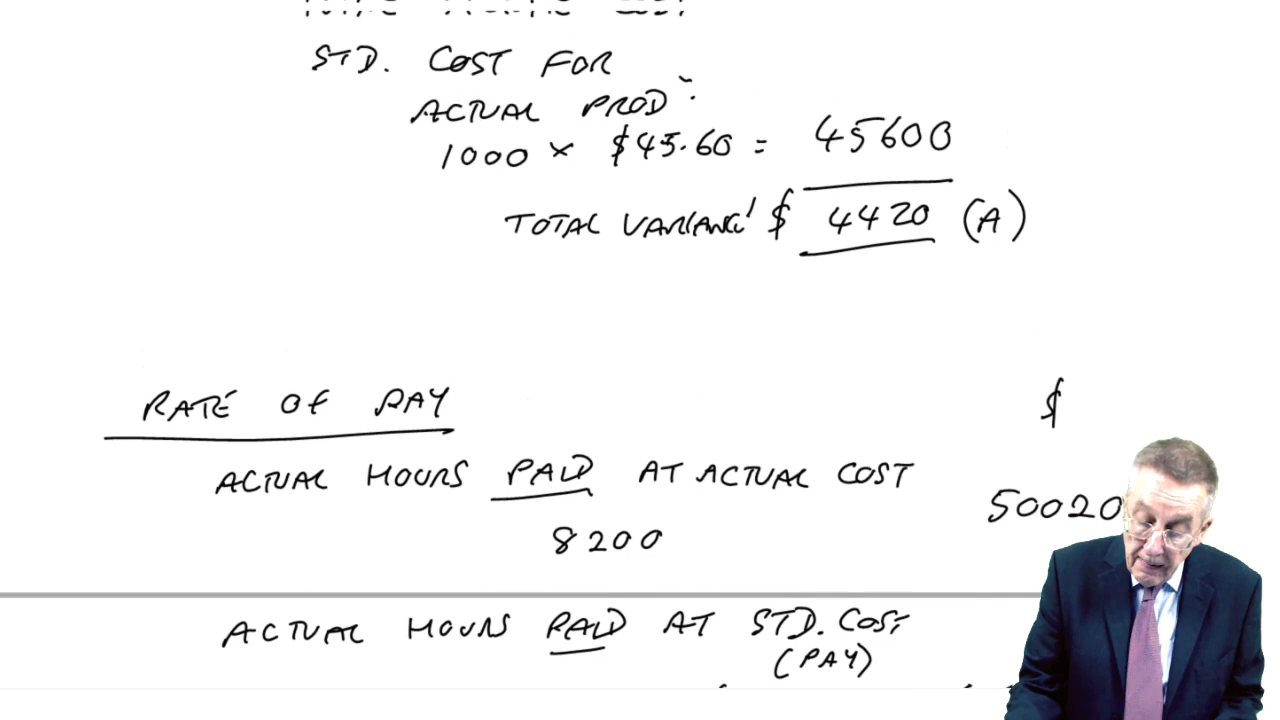 STD. COST FOR
ACTUAL PROD^:
1000 × $45.60 = 45600
TOTAL VARIANCE $ 4420 (A)
RATE OF PAY
$
ACTUAL HOURS PAID AT ACTUAL COST
8200
50020
ACTUAL HOURS PAID AT STD. COST
(PAY)